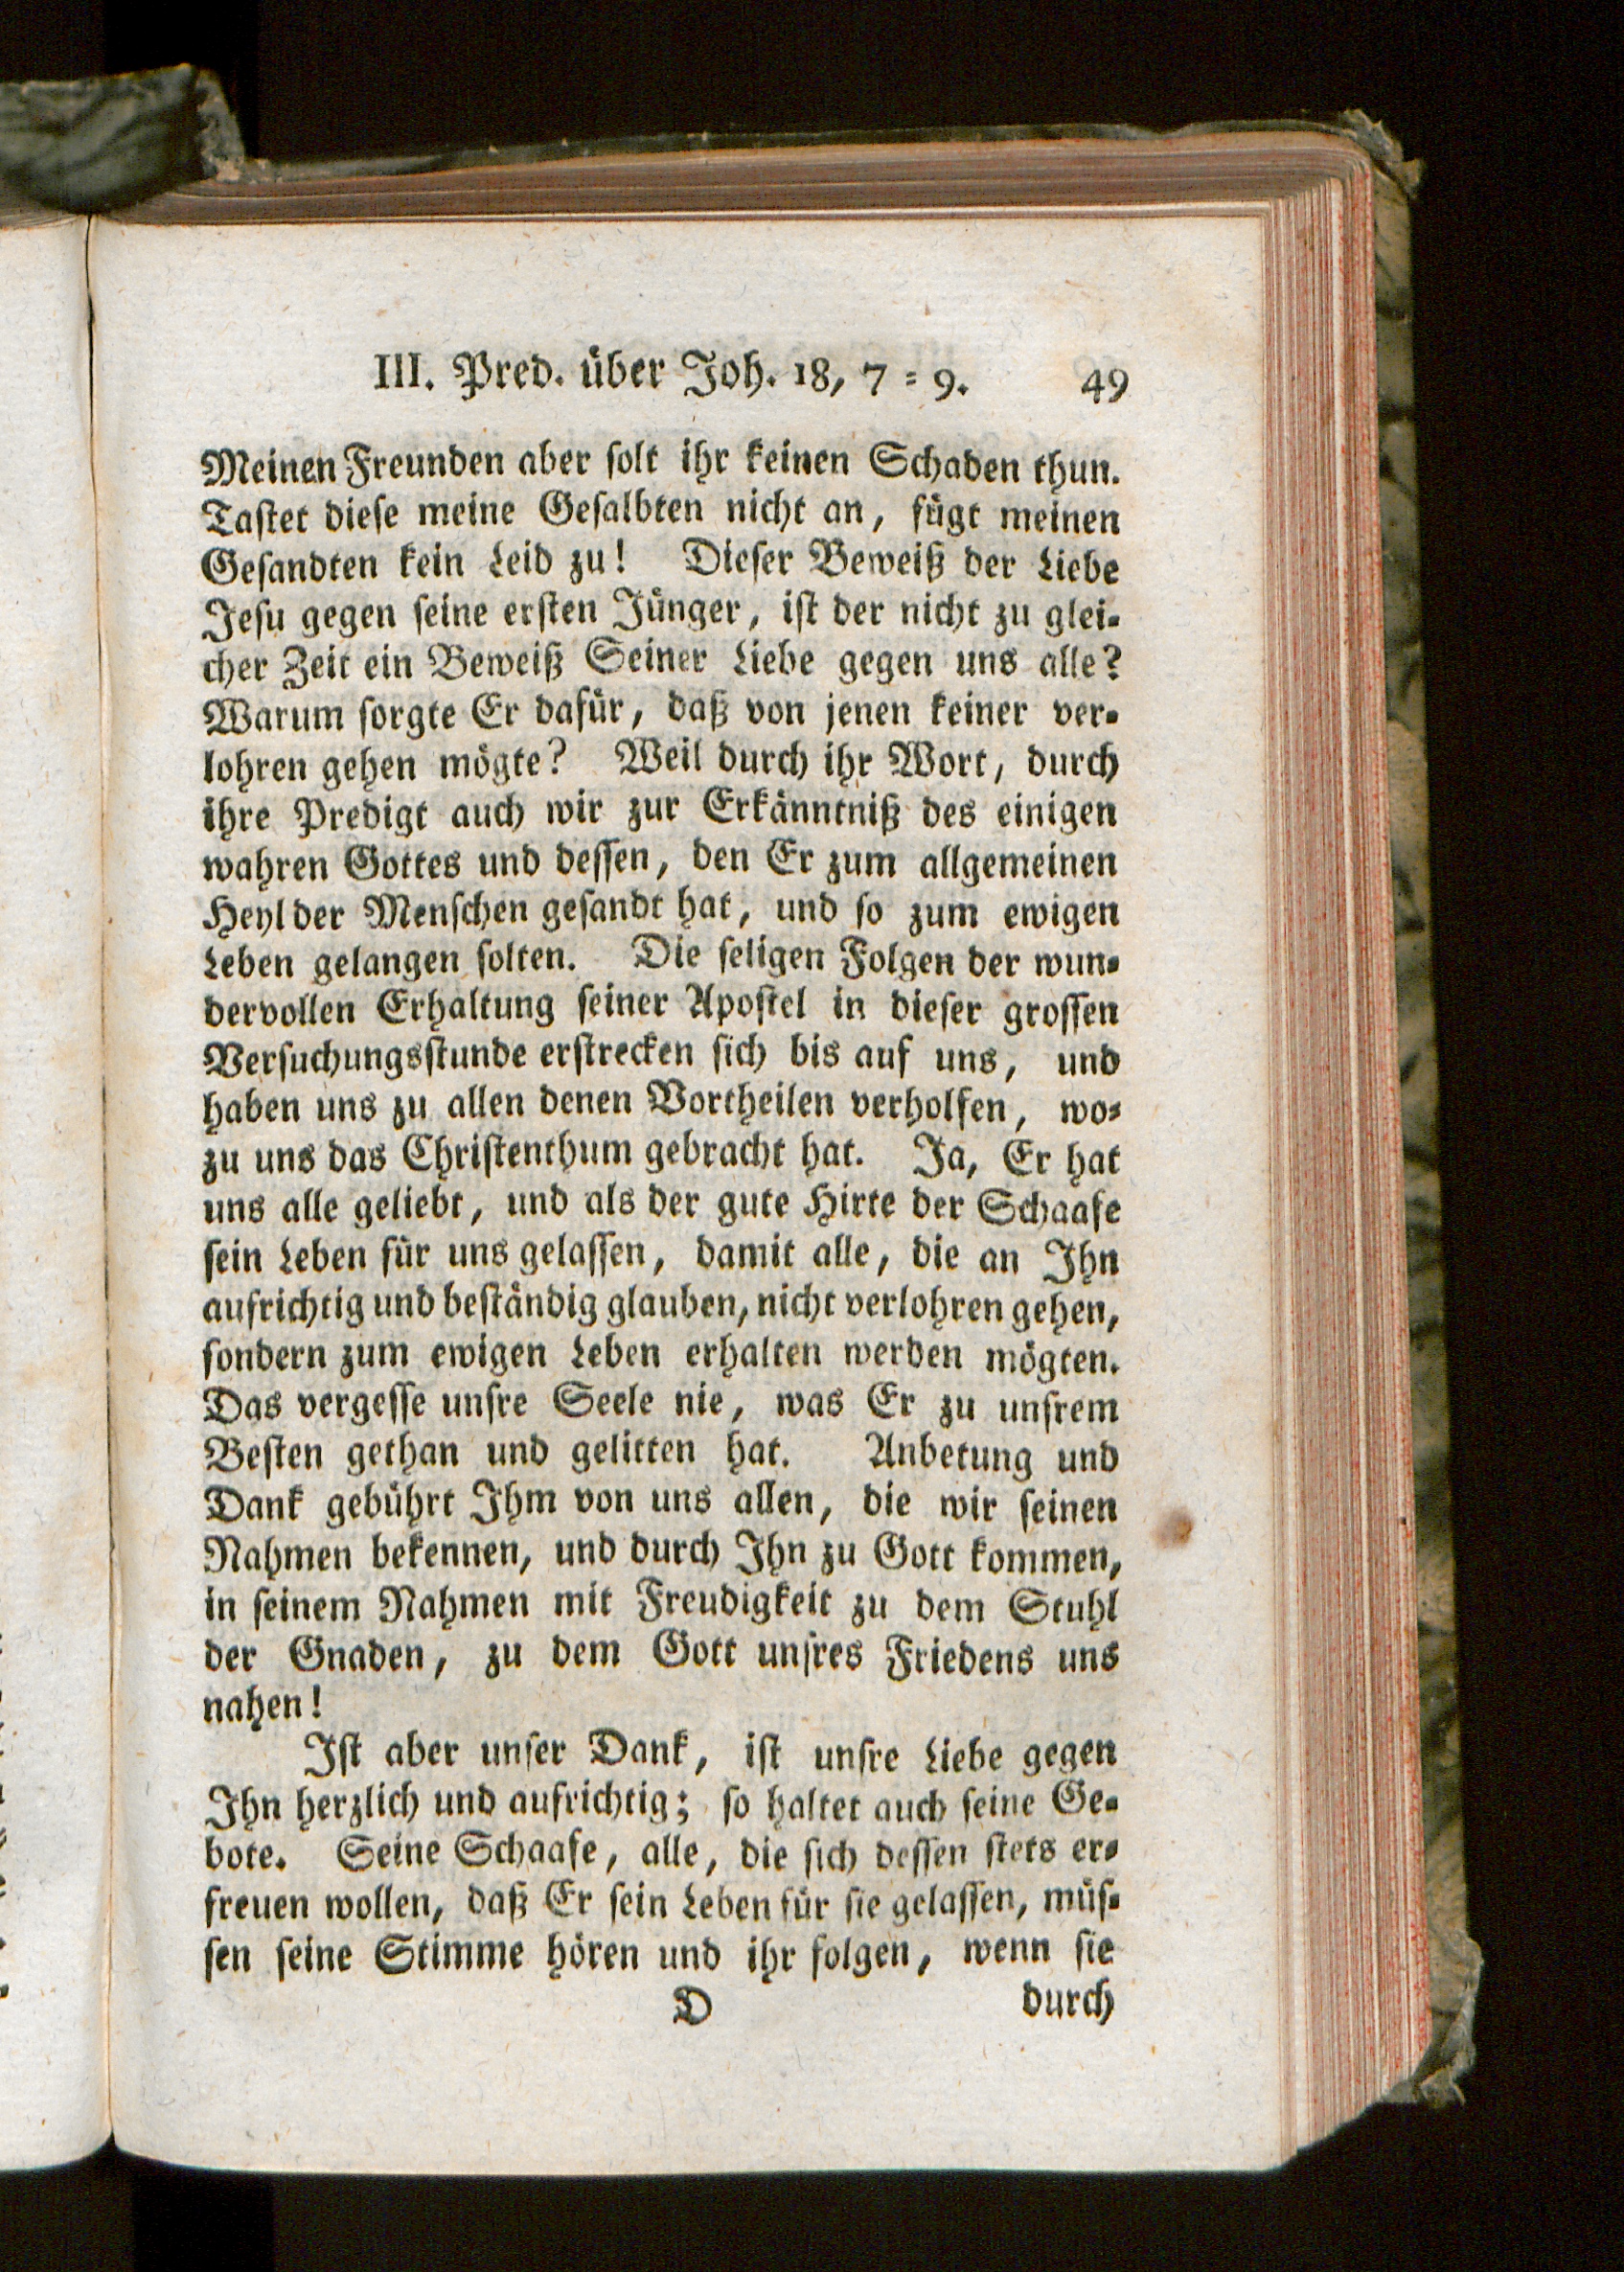 III. Pred. über Joh. 18, 7 = 9. 49
Meinen Freunden aber ſolt ihr keinen Schaden thun.
Taſtet dieſe meine Geſalbten nicht an, fügt meinen
Geſandten kein Leid zu! Dieſer Beweiß der Liebe
Jeſu gegen ſeine erſten Jünger, iſt der nicht zu glei-
cher Zeit ein Beweiß Seiner Liebe gegen uns alle?
Warum ſorgte Er dafür, daß von jenen keiner ver-
lohren gehen mögte? Weil durch ihr Wort, durch
ihre Predigt auch wir zur Erkänntniß des einigen
wahren Gottes und deſſen, den Er zum allgemeinen
Heyl der Menſchen geſandt hat, und ſo zum ewigen
Leben gelangen ſolten. Die ſeligen Folgen der wun-
dervollen Erhaltung ſeiner Apoſtel in dieſer groſſen
Verſuchungsſtunde erſtrecken ſich bis auf uns, und
haben uns zu allen denen Vortheilen verholfen, wo-
zu uns das Chriſtenthum gebracht hat. Ja, Er hat
uns alle geliebt, und als der gute Hirte der Schaafe
ſein Leben für uns gelaſſen, damit alle, die an Ihn
aufrichtig und beſtändig glauben, nicht verlohren gehen,
ſondern zum ewigen Leben erhalten werden mögten.
Das vergeſſe unſre Seele nie, was Er zu unſrem
Beſten gethan und gelitten hat. Anbetung und
Dank gebührt Ihm von uns allen, die wir ſeinen
Nahmen bekennen, und durch Ihn zu Gott kommen,
in ſeinem Nahmen mit Freudigkeit zu dem Stuhl
der Gnaden, zu dem Gott unſres Friedens uns
nahen!
Iſt aber unſer Dank, iſt unſre Liebe gegen
Ihn herzlich und aufrichtig; ſo haltet auch ſeine Ge-
bote. Seine Schaafe, alle, die ſich deſſen ſtets er-
freuen wollen, daß Er ſein Leben für ſie gelaſſen, müſ-
ſen ſeine Stimme hören und ihr folgen, wenn ſie
D durch